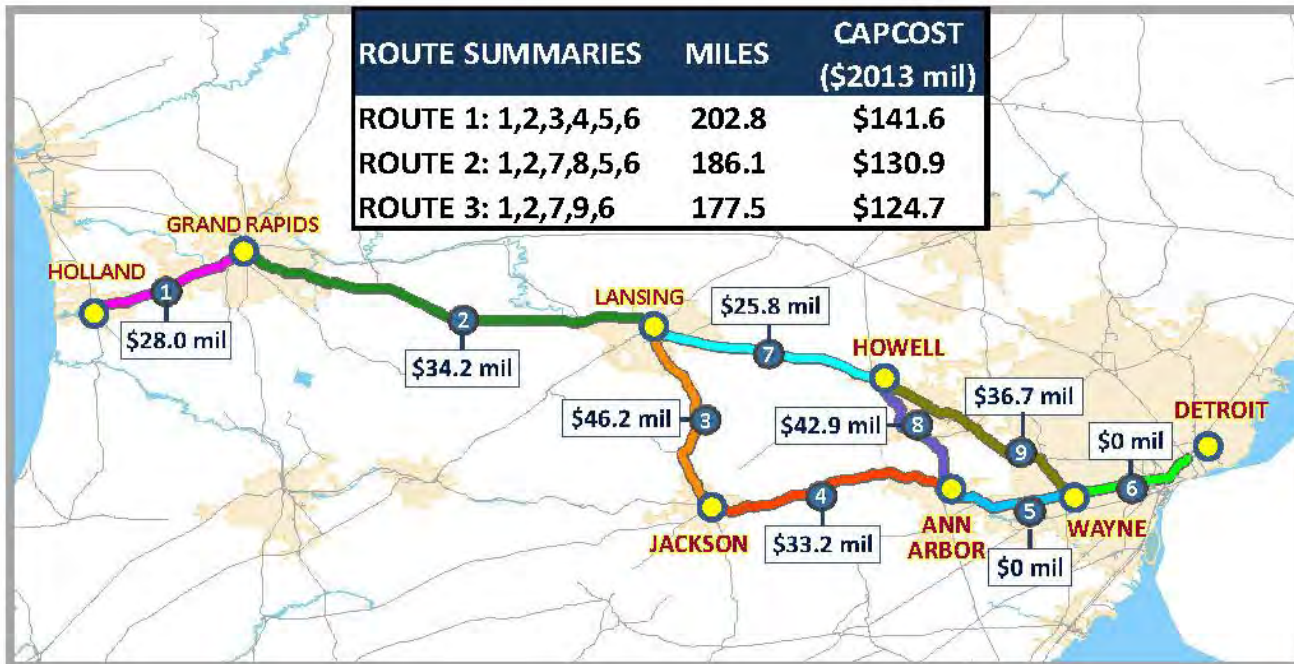 ROUTE SUMMARIES MILES CAPCOST ($2013 mil)
ROUTE 1: 1,2,3,4,5,6 202.8 $141.6
ROUTE 2: 1,2,7,8,5,6 186.1 $130.9
ROUTE 3: 1,2,7,9,6 177.5 $124.7
GRAND RAPIDS
HOLLAND
1
$28.0 mil
2
$34.2 mil
LANSING
$25.8 mil
7
HOWELL
$46.2 mil
3
$42.9 mil
8
$36.7 mil
9
DETROIT
$0 mil
6
JACKSON
4
$33.2 mil
ANN
ARBOR
5
$0 mil
WAYNE